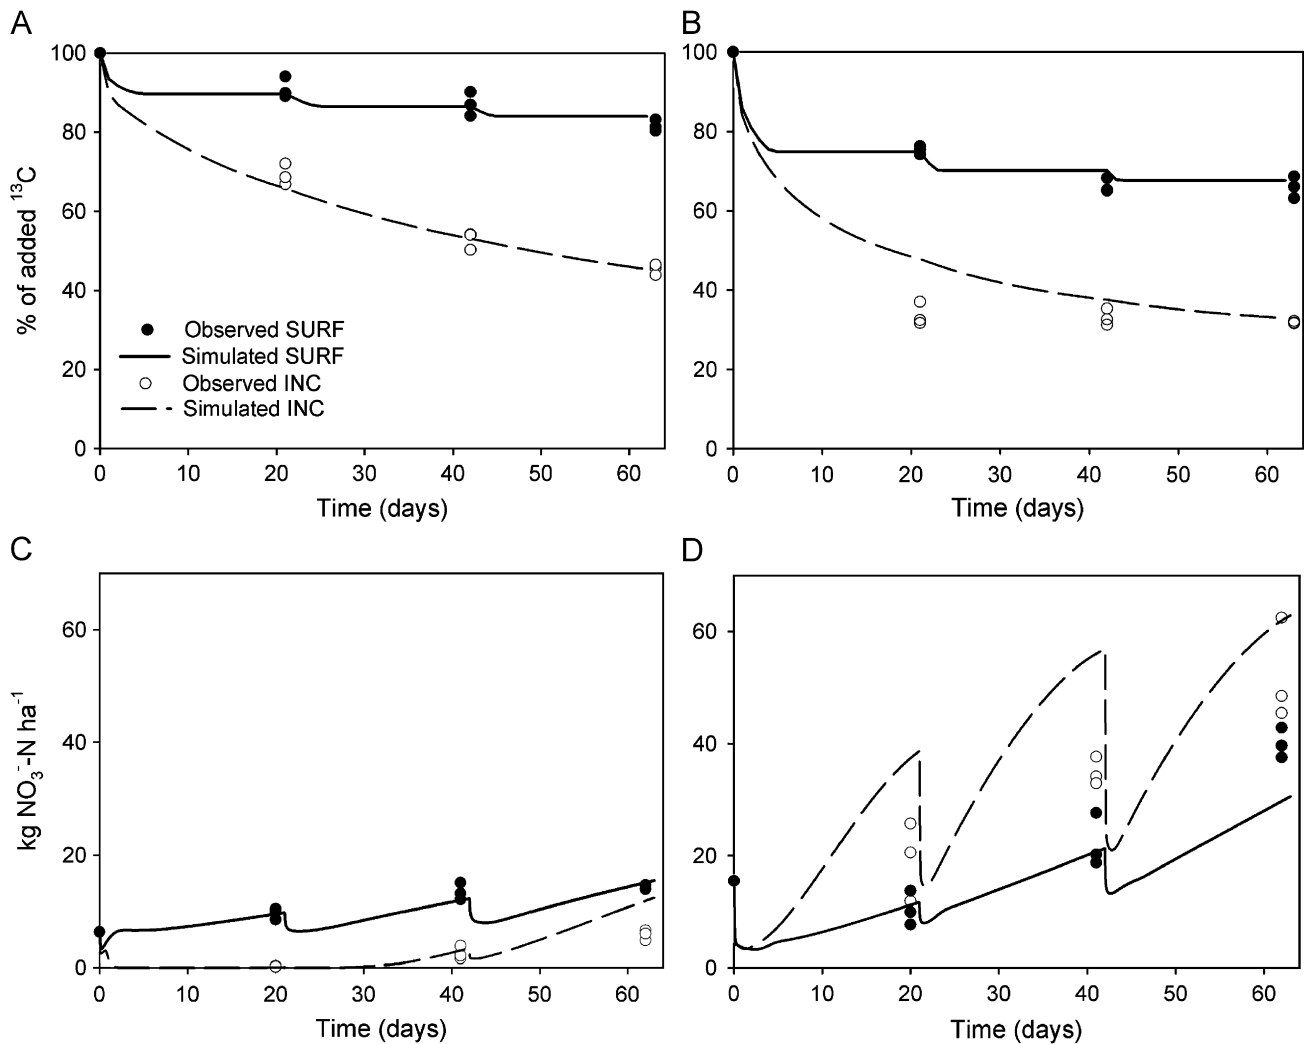 A
B
100
80
60
40
20
0
% of added ¹³C
Observed SURF
Simulated SURF
Observed INC
Simulated INC
0 10 20 30 40 50 60
Time (days)
100
80
60
40
20
0
0 10 20 30 40 50 60
Time (days)
C
D
60
40
20
0
kg NO₃⁻-N ha⁻¹
0 10 20 30 40 50 60
Time (days)
60
40
20
0
0 10 20 30 40 50 60
Time (days)